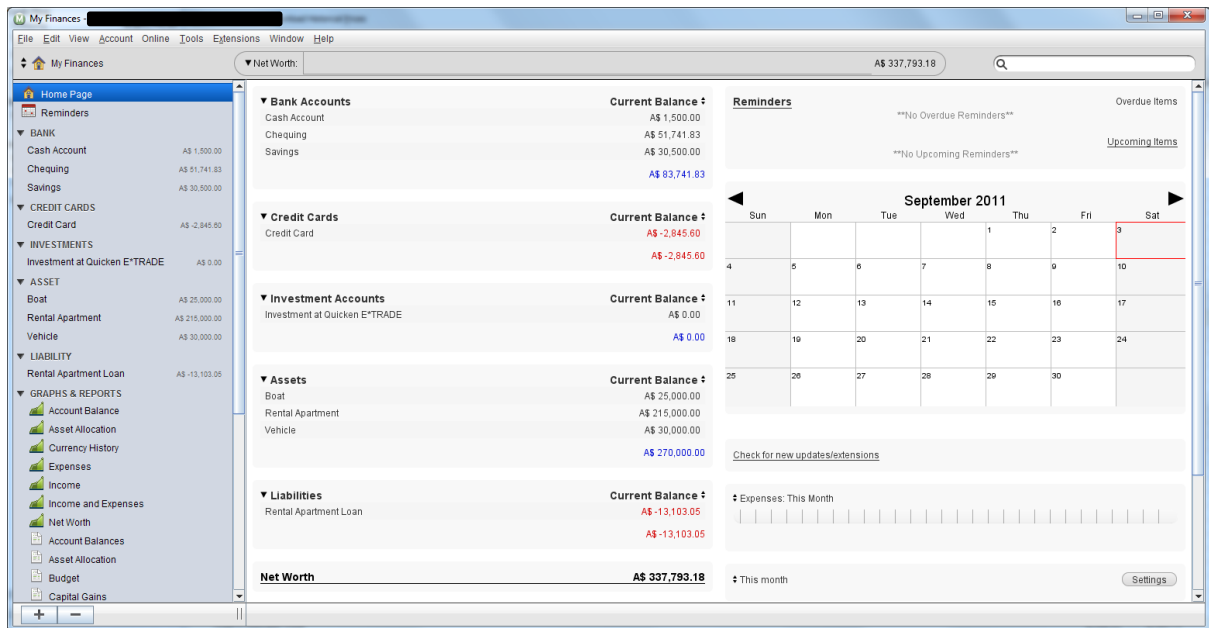 My Finances -
File Edit View Account Online Tools Extensions Window Help
My Finances
▼ Net Worth: A$ 337,793.18
Home Page
Reminders
▼ BANK
Cash Account A$ 1,500.00
Chequing A$ 51,741.83
Savings A$ 30,500.00
▼ CREDIT CARDS
Credit Card A$ -2,845.60
▼ INVESTMENTS
Investment at Quicken E*TRADE A$ 0.00
▼ ASSET
Boat A$ 25,000.00
Rental Apartment A$ 215,000.00
Vehicle A$ 30,000.00
▼ LIABILITY
Rental Apartment Loan A$ -13,103.05
▼ GRAPHS & REPORTS
Account Balance
Asset Allocation
Currency History
Expenses
Income
Income and Expenses
Net Worth
Account Balances
Asset Allocation
Budget
Capital Gains
▼ Bank Accounts Current Balance
Cash Account A$ 1,500.00
Chequing A$ 51,741.83
Savings A$ 30,500.00
A$ 83,741.83
▼ Credit Cards Current Balance
Credit Card A$ -2,845.60
A$ -2,845.60
▼ Investment Accounts Current Balance
Investment at Quicken E*TRADE A$ 0.00
A$ 0.00
▼ Assets Current Balance
Boat A$ 25,000.00
Rental Apartment A$ 215,000.00
Vehicle A$ 30,000.00
A$ 270,000.00
▼ Liabilities Current Balance
Rental Apartment Loan A$ -13,103.05
A$ -13,103.05
Net Worth A$ 337,793.18
Reminders Overdue Items
**No Overdue Reminders**
Upcoming Items
**No Upcoming Reminders**
September 2011
Sun Mon Tue Wed Thu Fri Sat
1 2 3
4 5 6 7 8 9 10
11 12 13 14 15 16 17
18 19 20 21 22 23 24
25 26 27 28 29 30
Check for new updates/extensions
Expenses: This Month
This month Settings